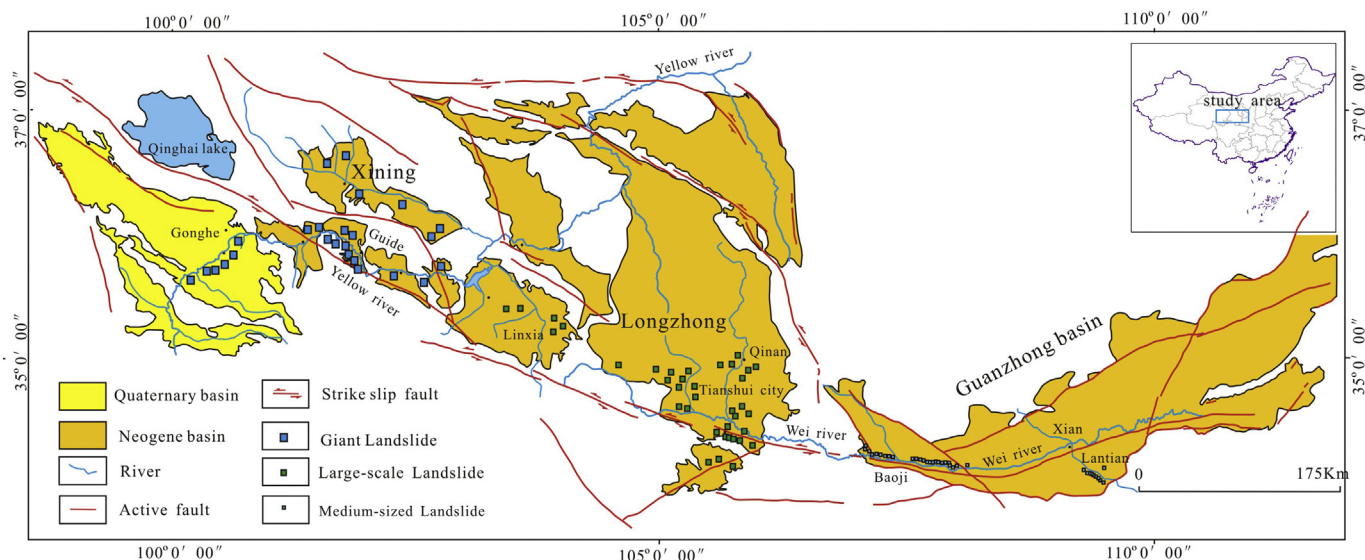 100°0′ 00″
105°0′ 00″
110°0′ 00″
37°0′ 00″
37°0′ 00″
Yellow river
study area
Qinghai lake
Xining
Gonghe
Guide
Yellow river
Linxia
Longzhong
Qinan
Tianshui city
Guanzhong basin
35°0′ 00″
35°0′ 00″
Wei river
Xian
Wei river
Lantian
Baoji
0
175Km
Quaternary basin
Strike slip fault
Neogene basin
Giant Landslide
River
Large-scale Landslide
Active fault
Medium-sized Landslide
100°0′ 00″
105°0′ 00″
110°0′ 00″